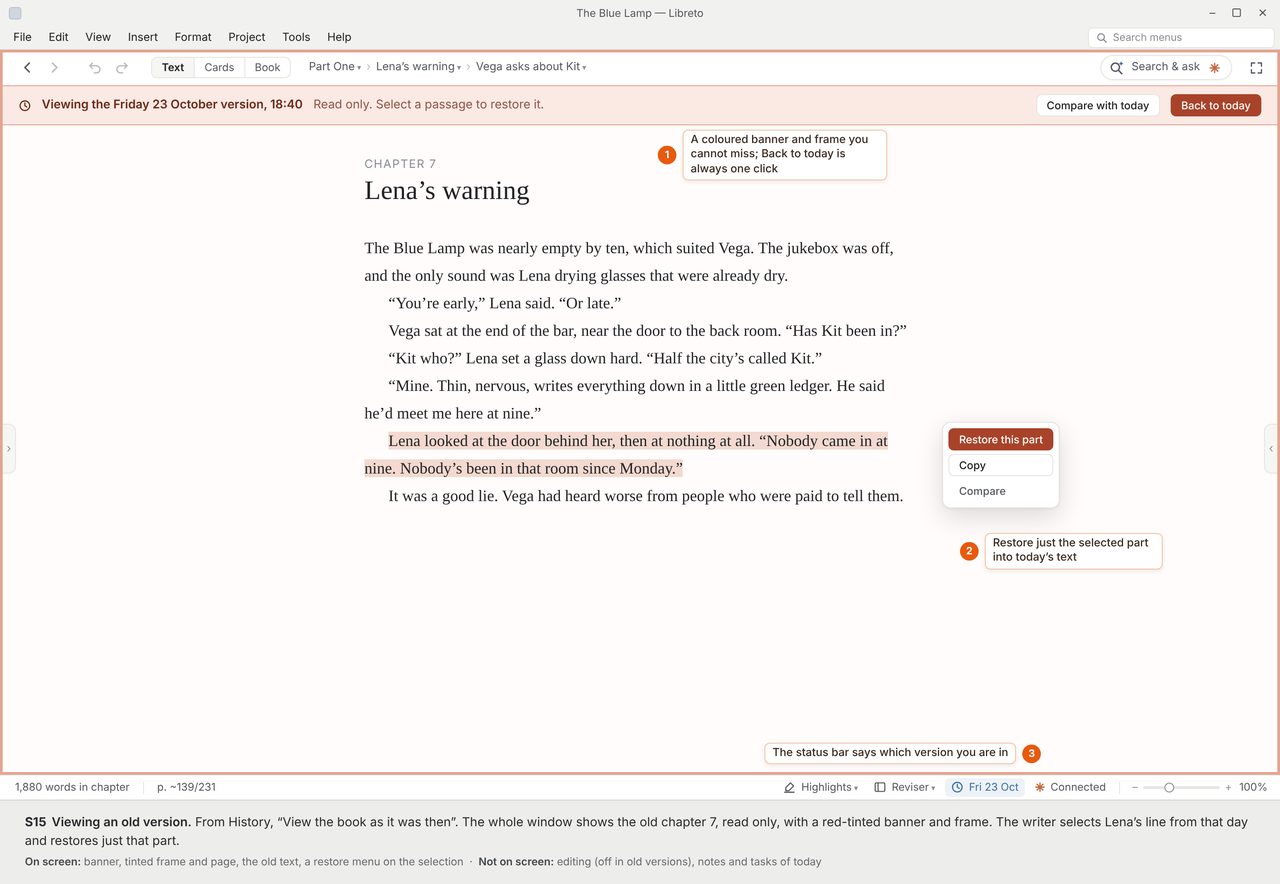 The Blue Lamp — Libreto
File Edit View Insert Format Project Tools Help
Search menus
Text Cards Book
Part One › Lena’s warning › Vega asks about Kit
Search & ask
Viewing the Friday 23 October version, 18:40 Read only. Select a passage to restore it.
Compare with today
Back to today
1
A coloured banner and frame you
cannot miss; Back to today is
always one click
CHAPTER 7
Lena’s warning
The Blue Lamp was nearly empty by ten, which suited Vega. The jukebox was off,
and the only sound was Lena drying glasses that were already dry.
“You’re early,” Lena said. “Or late.”
Vega sat at the end of the bar, near the door to the back room. “Has Kit been in?”
“Kit who?” Lena set a glass down hard. “Half the city’s called Kit.”
“Mine. Thin, nervous, writes everything down in a little green ledger. He said
he’d meet me here at nine.”
Lena looked at the door behind her, then at nothing at all. “Nobody came in at
nine. Nobody’s been in that room since Monday.”
It was a good lie. Vega had heard worse from people who were paid to tell them.
Restore this part
Copy
Compare
2
Restore just the selected part
into today’s text
The status bar says which version you are in
3
1,880 words in chapter
p. ~139/231
Highlights
Reviser
Fri 23 Oct
Connected
− + 100%
S15 Viewing an old version. From History, “View the book as it was then”. The whole window shows the old chapter 7, read only, with a red-tinted banner and frame. The writer selects Lena’s line from that day
and restores just that part.
On screen: banner, tinted frame and page, the old text, a restore menu on the selection · Not on screen: editing (off in old versions), notes and tasks of today